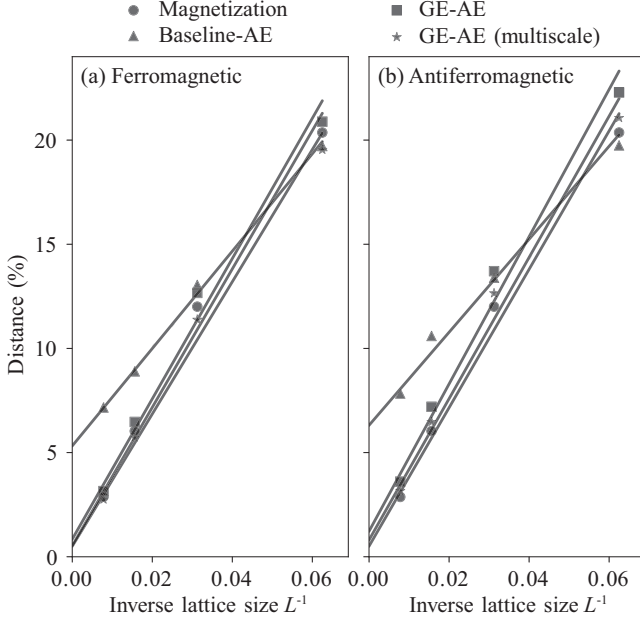 Magnetization
Baseline-AE
GE-AE
GE-AE (multiscale)
(a) Ferromagnetic
(b) Antiferromagnetic
20
15
10
5
0
Distance (%)
0.00 0.02 0.04 0.06
0.00 0.02 0.04 0.06
Inverse lattice size L⁻¹
Inverse lattice size L⁻¹